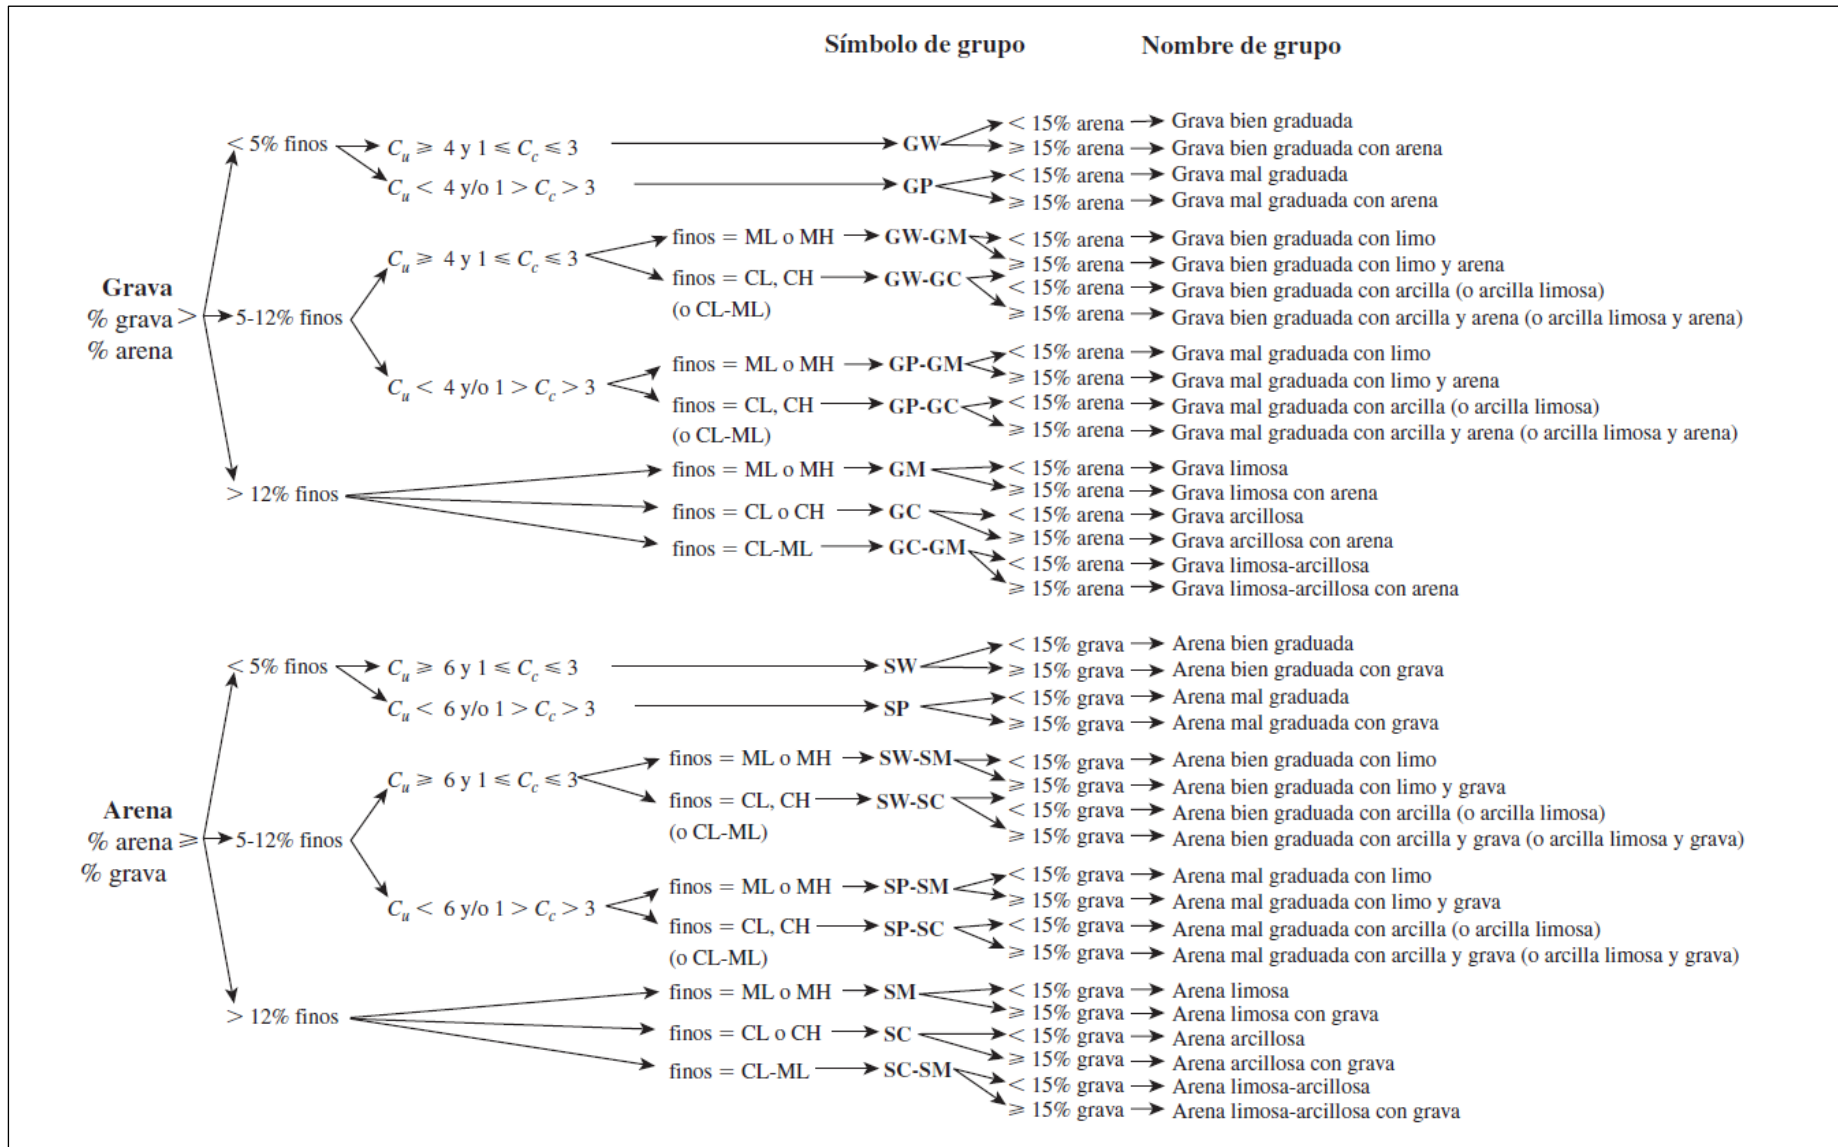 Símbolo de grupo Nombre de grupo
< 5% finos
C_u ≥ 4 y 1 ≤ C_c ≤ 3
GW
< 15% arena Grava bien graduada
≥ 15% arena Grava bien graduada con arena
C_u < 4 y/o 1 > C_c > 3
GP
< 15% arena Grava mal graduada
≥ 15% arena Grava mal graduada con arena
Grava
% grava >
% arena
5-12% finos
C_u ≥ 4 y 1 ≤ C_c ≤ 3
finos = ML o MH GW-GM
< 15% arena Grava bien graduada con limo
≥ 15% arena Grava bien graduada con limo y arena
finos = CL, CH GW-GC
(o CL-ML)
< 15% arena Grava bien graduada con arcilla (o arcilla limosa)
≥ 15% arena Grava bien graduada con arcilla y arena (o arcilla limosa y arena)
C_u < 4 y/o 1 > C_c > 3
finos = ML o MH GP-GM
< 15% arena Grava mal graduada con limo
≥ 15% arena Grava mal graduada con limo y arena
finos = CL, CH GP-GC
(o CL-ML)
< 15% arena Grava mal graduada con arcilla (o arcilla limosa)
≥ 15% arena Grava mal graduada con arcilla y arena (o arcilla limosa y arena)
> 12% finos
finos = ML o MH GM
< 15% arena Grava limosa
≥ 15% arena Grava limosa con arena
finos = CL o CH GC
< 15% arena Grava arcillosa
≥ 15% arena Grava arcillosa con arena
finos = CL-ML GC-GM
< 15% arena Grava limosa-arcillosa
≥ 15% arena Grava limosa-arcillosa con arena
< 5% finos
C_u ≥ 6 y 1 ≤ C_c ≤ 3
SW
< 15% grava Arena bien graduada
≥ 15% grava Arena bien graduada con grava
C_u < 6 y/o 1 > C_c > 3
SP
< 15% grava Arena mal graduada
≥ 15% grava Arena mal graduada con grava
Arena
% arena ≥
% grava
5-12% finos
C_u ≥ 6 y 1 ≤ C_c ≤ 3
finos = ML o MH SW-SM
< 15% grava Arena bien graduada con limo
≥ 15% grava Arena bien graduada con limo y grava
finos = CL, CH SW-SC
(o CL-ML)
< 15% grava Arena bien graduada con arcilla (o arcilla limosa)
≥ 15% grava Arena bien graduada con arcilla y grava (o arcilla limosa y grava)
C_u < 6 y/o 1 > C_c > 3
finos = ML o MH SP-SM
< 15% grava Arena mal graduada con limo
≥ 15% grava Arena mal graduada con limo y grava
finos = CL, CH SP-SC
(o CL-ML)
< 15% grava Arena mal graduada con arcilla (o arcilla limosa)
≥ 15% grava Arena mal graduada con arcilla y grava (o arcilla limosa y grava)
> 12% finos
finos = ML o MH SM
< 15% grava Arena limosa
≥ 15% grava Arena limosa con grava
finos = CL o CH SC
< 15% grava Arena arcillosa
≥ 15% grava Arena arcillosa con grava
finos = CL-ML SC-SM
< 15% grava Arena limosa-arcillosa
≥ 15% grava Arena limosa-arcillosa con grava